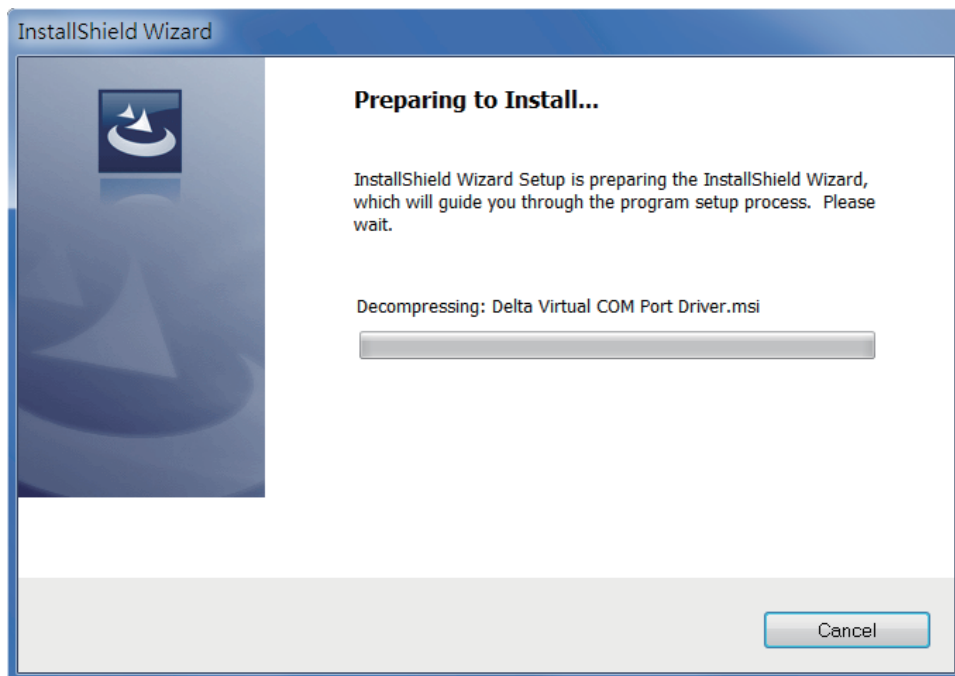 InstallShield Wizard
Preparing to Install...
InstallShield Wizard Setup is preparing the InstallShield Wizard,
which will guide you through the program setup process.  Please
wait.
Decompressing: Delta Virtual COM Port Driver.msi
Cancel